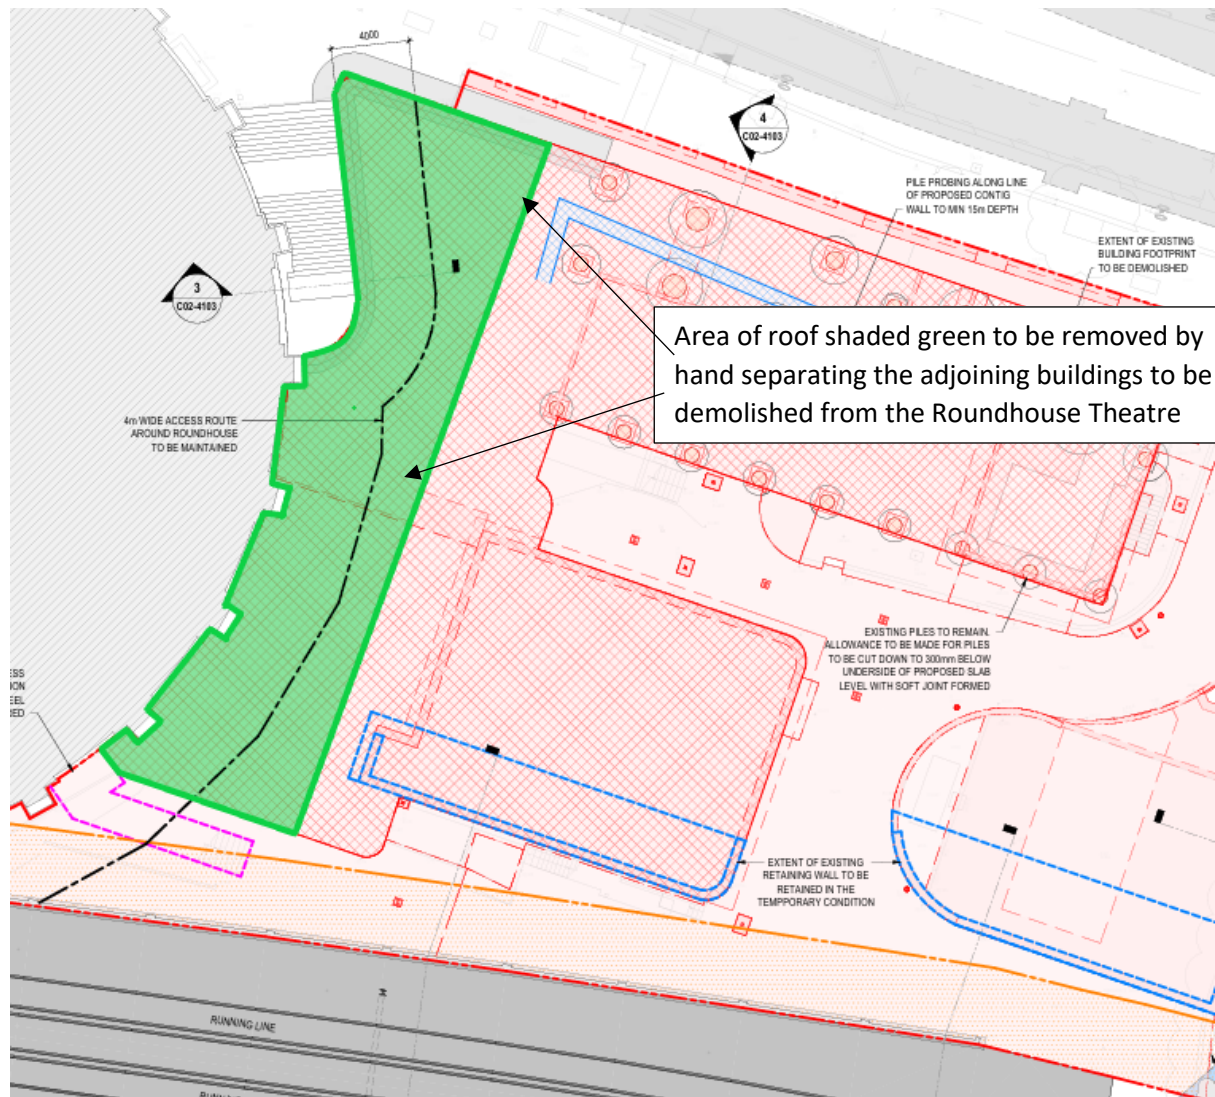 4000
4
C02-4103
PILE PROBING ALONG LINE
OF PROPOSED CONTIG
WALL TO MIN 15m DEPTH
EXTENT OF EXISTING
BUILDING FOOTPRINT
TO BE DEMOLISHED
3
C02-4103
Area of roof shaded green to be removed by
hand separating the adjoining buildings to be
demolished from the Roundhouse Theatre
4m WIDE ACCESS ROUTE
AROUND ROUNDHOUSE
TO BE MAINTAINED
EXISTING PILES TO REMAIN.
ALLOWANCE TO BE MADE FOR PILES
TO BE CUT DOWN TO 300mm BELOW
UNDERSIDE OF PROPOSED SLAB
LEVEL WITH SOFT JOINT FORMED
ESS
ION
EEL
RED
EXTENT OF EXISTING
RETAINING WALL TO BE
RETAINED IN THE
TEMPPORARY CONDITION
RUNNING LINE